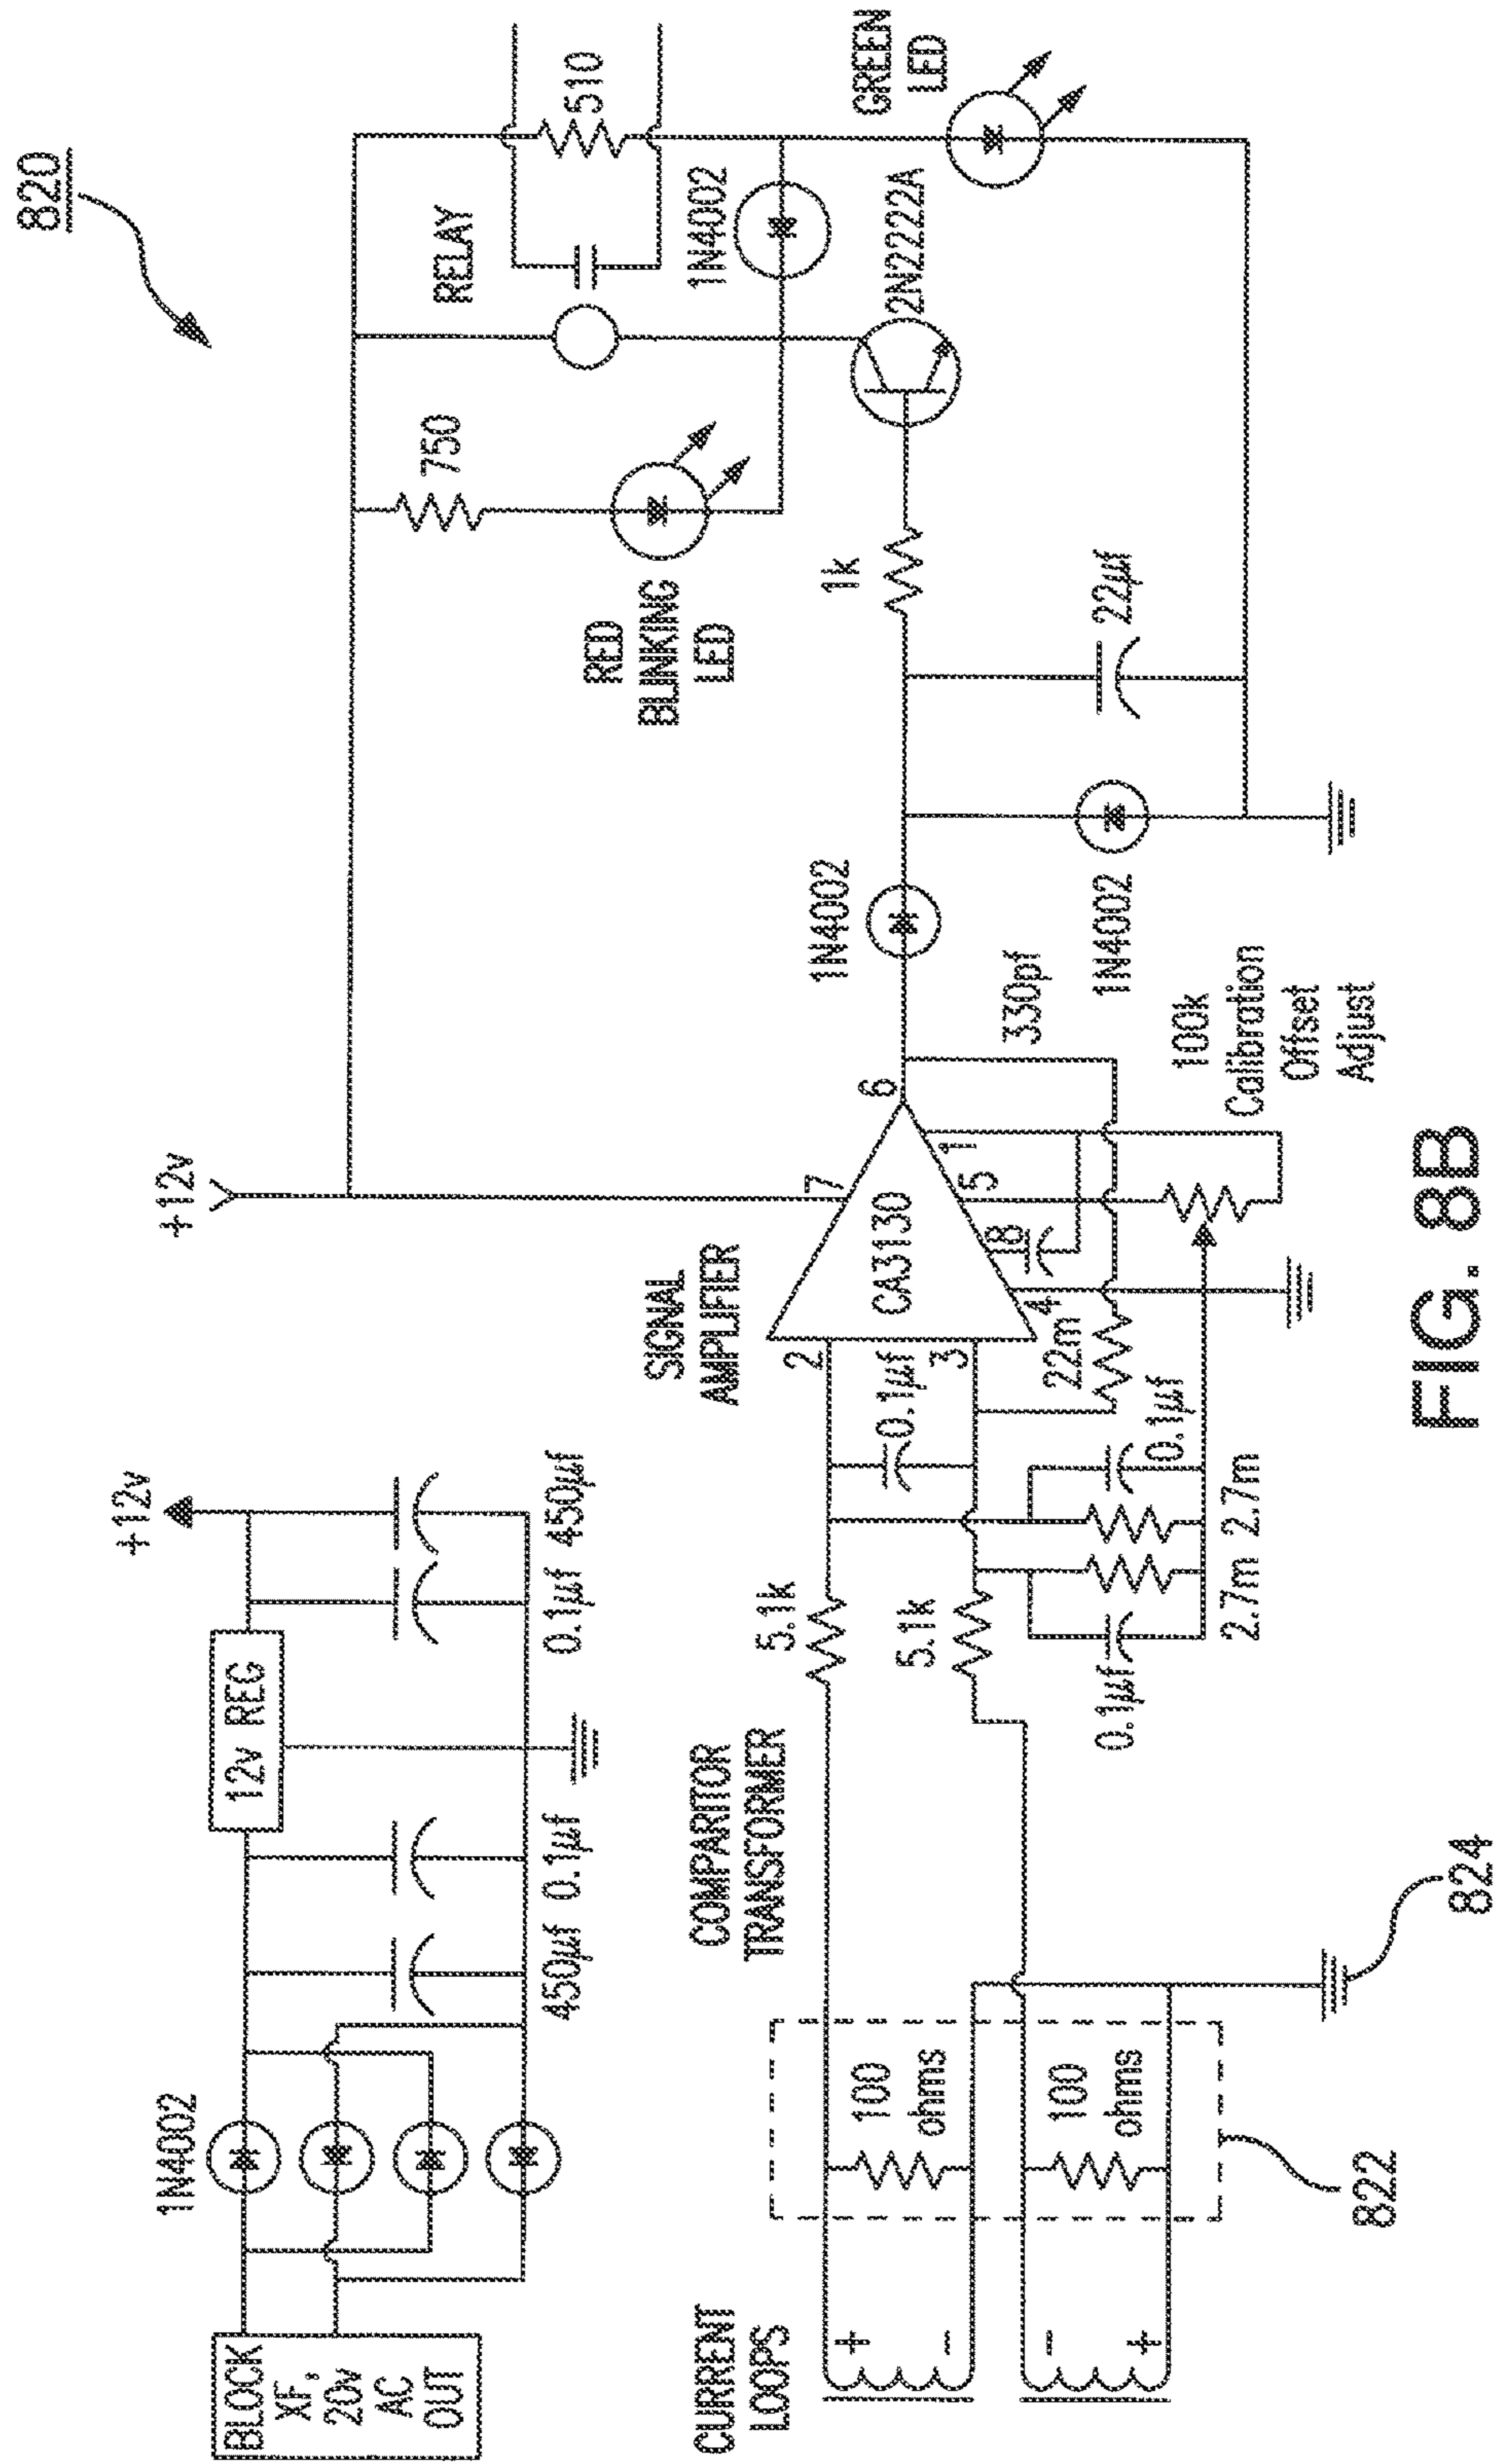 820
BLOCK
XF,
20v
AC
OUT
1N4002
450µf
0.1µf
12v REG
0.1µf
450µf
+12v
CURRENT
LOOPS
+
-
-
+
100
ohms
100
ohms
822
824
COMPARITOR
TRANSFORMER
5.1k
5.1k
0.1µf
2.7m
2.7m
0.1µf
0.1µf
22m
SIGNAL
AMPLIFIER
CA3130
2
3
4
8
5
1
6
7
+12v
330pf
100k
Calibration
Offset
Adjust
1N4002
1N4002
22µf
1k
RED
BLINKING
LED
750
RELAY
510
1N4002
2N2222A
GREEN
LED
FIG. 8B